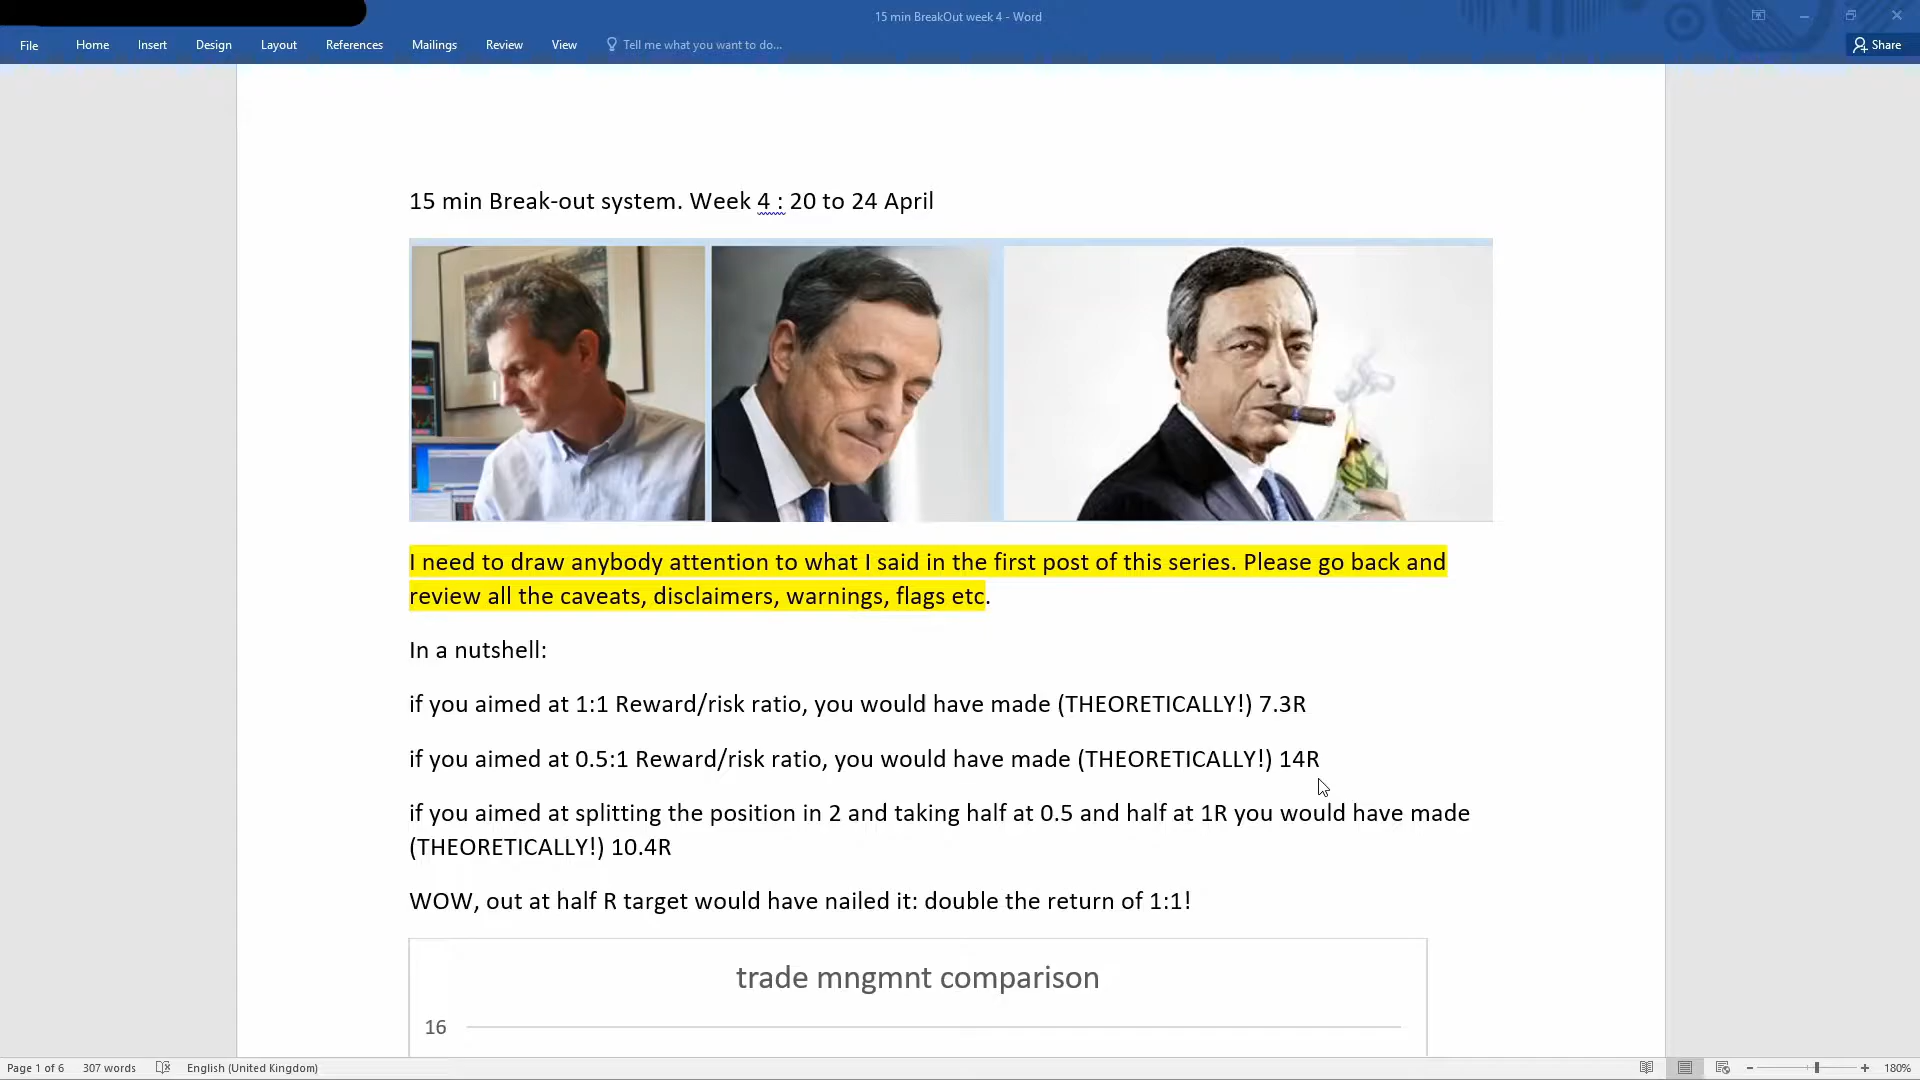 15 min BreakOut week 4 - Word
File Home Insert Design Layout References Mailings Review View Tell me what you want to do... Share
15 min Break-out system. Week 4 : 20 to 24 April
I need to draw anybody attention to what I said in the first post of this series. Please go back and
review all the caveats, disclaimers, warnings, flags etc.
In a nutshell:
if you aimed at 1:1 Reward/risk ratio, you would have made (THEORETICALLY!) 7.3R
if you aimed at 0.5:1 Reward/risk ratio, you would have made (THEORETICALLY!) 14R
if you aimed at splitting the position in 2 and taking half at 0.5 and half at 1R you would have made
(THEORETICALLY!) 10.4R
WOW, out at half R target would have nailed it: double the return of 1:1!
trade mngmnt comparison
16
Page 1 of 6 307 words English (United Kingdom) 180%